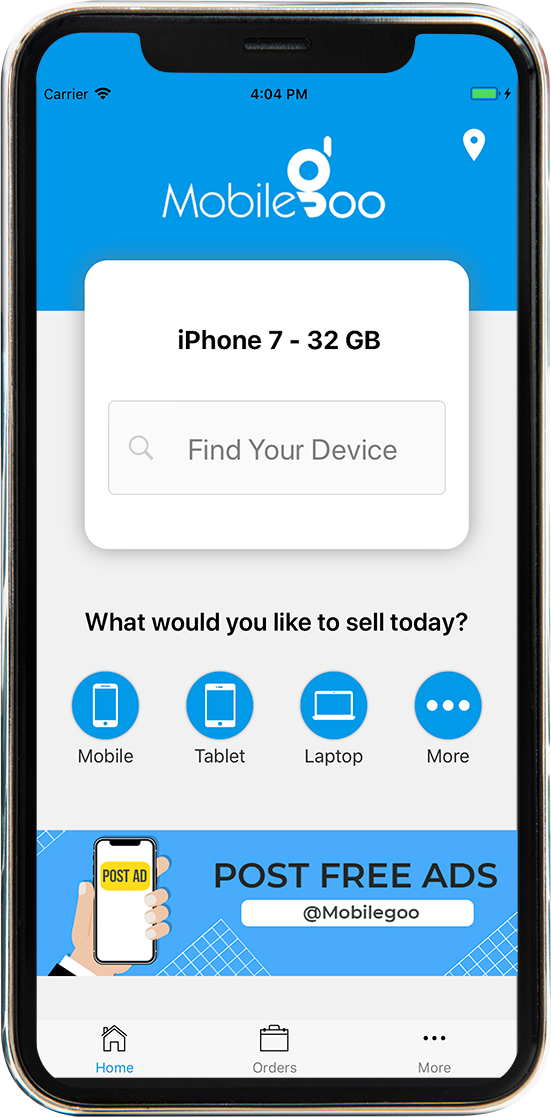 Carrier
4:04 PM
Mobilegoo
iPhone 7 - 32 GB
Find Your Device
What would you like to sell today?
Mobile
Tablet
Laptop
More
POST AD
POST FREE ADS
@Mobilegoo
Home
Orders
More